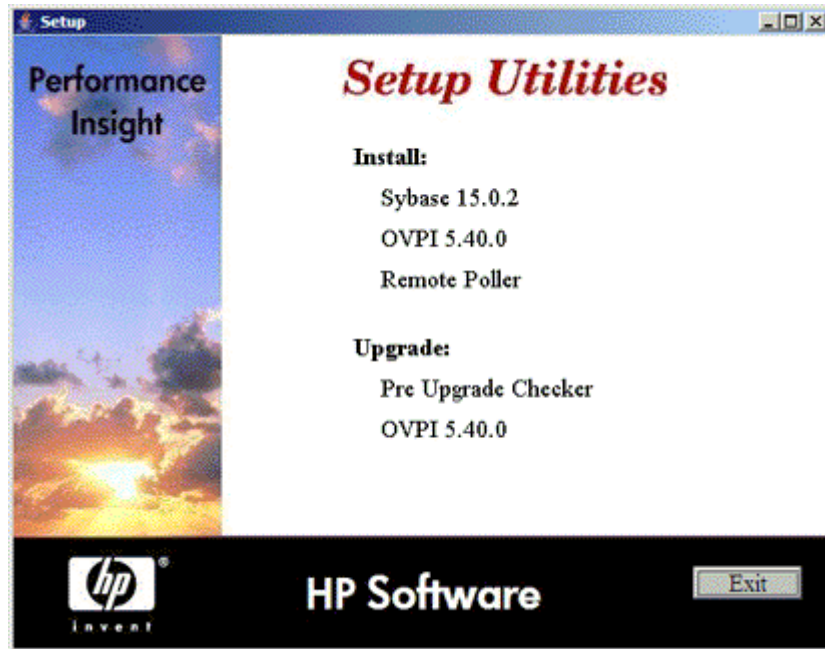 Setup
Performance
Insight
Setup Utilities
Install:
Sybase 15.0.2
OVPI 5.40.0
Remote Poller
Upgrade:
Pre Upgrade Checker
OVPI 5.40.0
hp
®
invent
HP Software
Exit